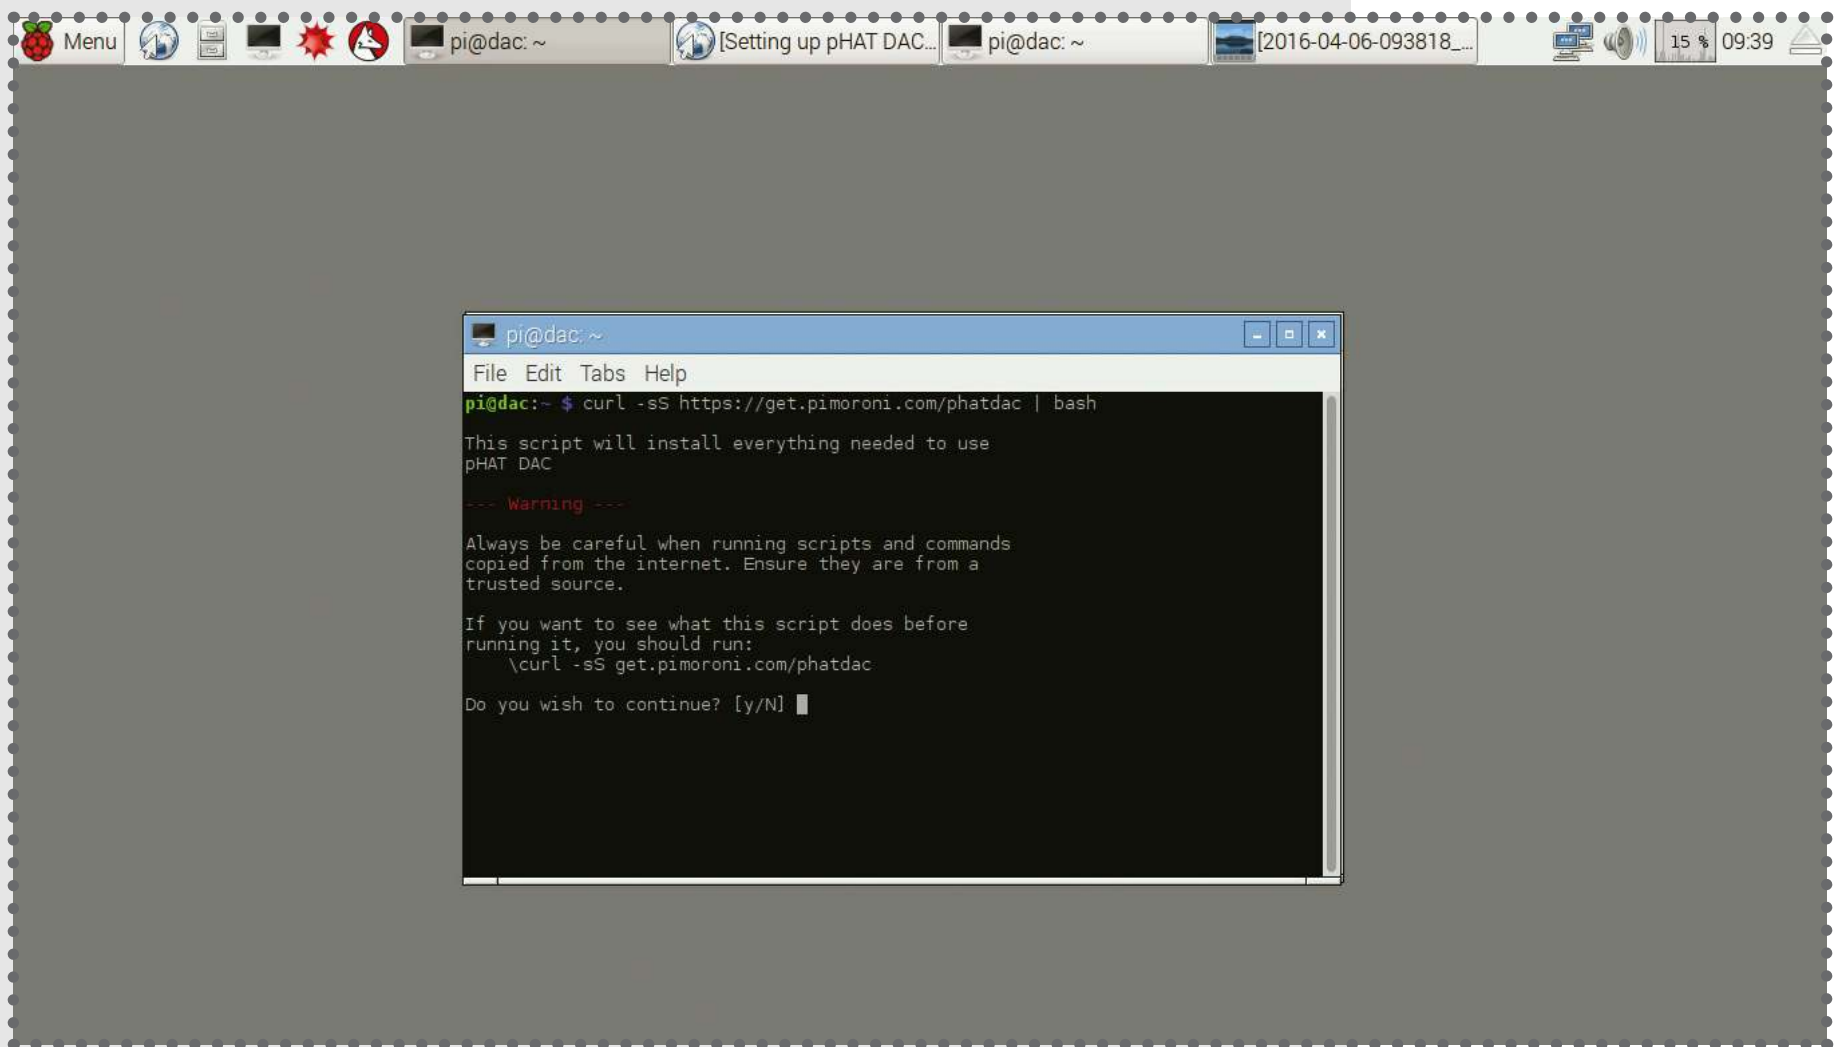 Menu
pi@dac: ~
[Setting up pHAT DAC...
pi@dac: ~
[2016-04-06-093818_...
15 %
09:39
pi@dac: ~
File Edit Tabs Help
pi@dac:~ $ curl -sS https://get.pimoroni.com/phatdac | bash
This script will install everything needed to use
pHAT DAC
--- Warning ---
Always be careful when running scripts and commands
copied from the internet. Ensure they are from a
trusted source.
If you want to see what this script does before
running it, you should run:
\curl -sS get.pimoroni.com/phatdac
Do you wish to continue? [y/N]